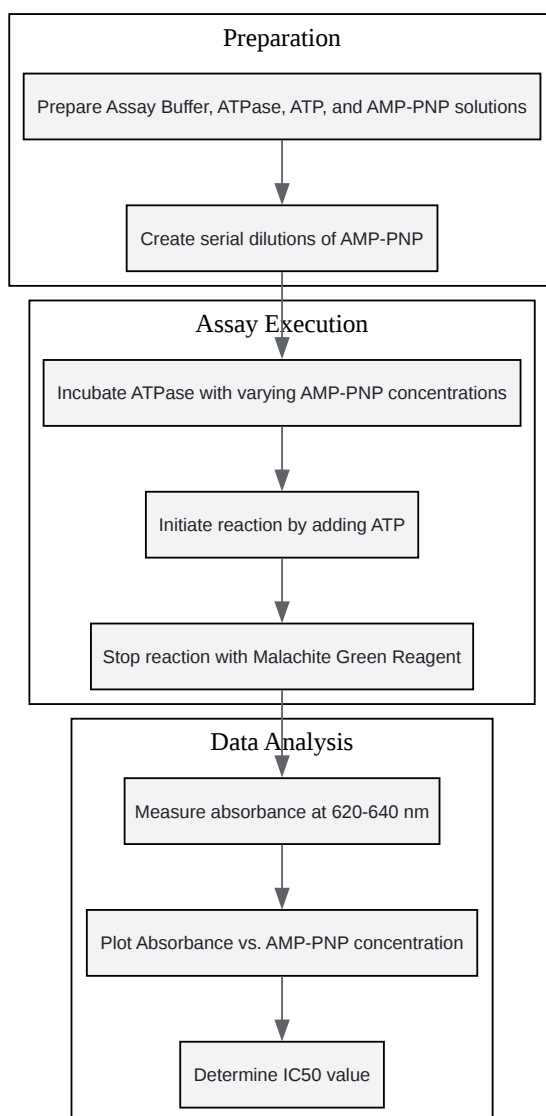 Preparation
Prepare Assay Buffer, ATPase, ATP, and AMP-PNP solutions
Create serial dilutions of AMP-PNP
Assay Execution
Incubate ATPase with varying AMP-PNP concentrations
Initiate reaction by adding ATP
Stop reaction with Malachite Green Reagent
Data Analysis
Measure absorbance at 620-640 nm
Plot Absorbance vs. AMP-PNP concentration
Determine IC50 value